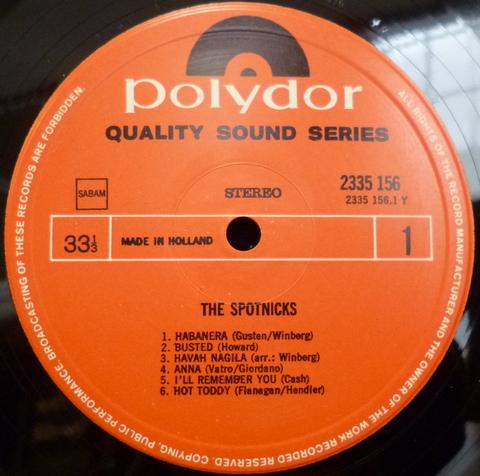 polydor
QUALITY SOUND SERIES
SABAM
STEREO
2335 156
2335 156.1 Y
33 1/3
MADE IN HOLLAND
1
THE SPOTNICKS
1. HABANERA (Gusten/Winberg)
2. BUSTED (Howard)
3. HAVAH NAGILA (arr.: Winberg)
4. ANNA (Vatro/Giordano)
5. I'LL REMEMBER YOU (Cash)
6. HOT TODDY (Flanagan/Hendler)
ALL RIGHTS OF THE RECORD MANUFACTURER AND THE OWNER OF THE WORK RECORDED RESERVED. COPYING, PUBLIC PERFORMANCE, BROADCASTING OF THESE RECORDS ARE FORBIDDEN.